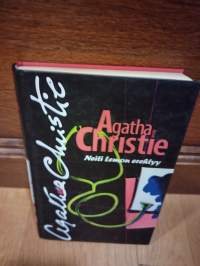 Agatha Christie
Agatha
Christie
Neiti Lemon erehtyy